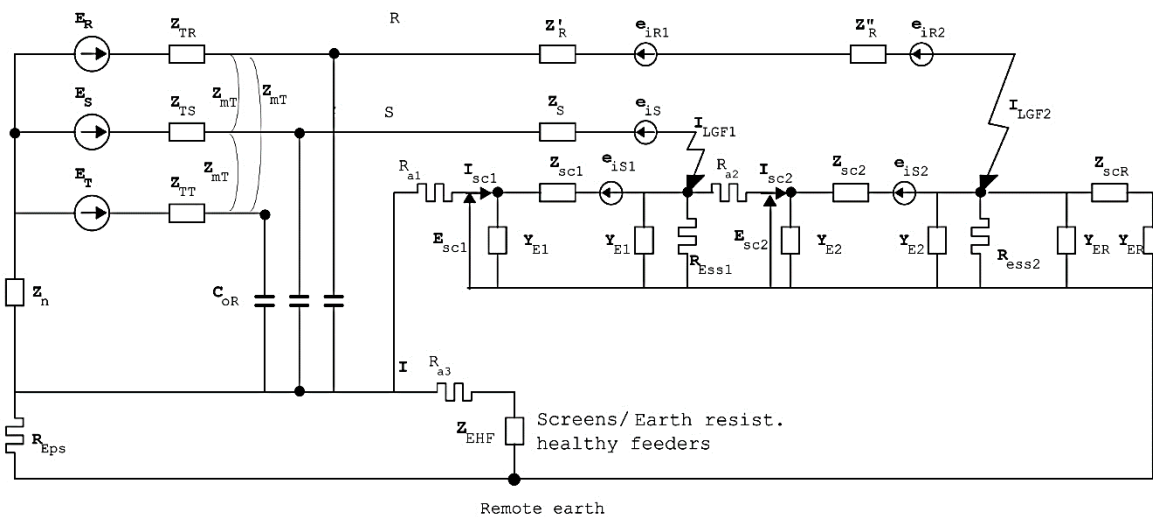 E_R Z_TR R Z'_R e_iR1 Z"_R e_iR2
Z_mT Z_mT
E_S Z_TS S Z_S e_iS I_LGF1 I_LGF2
E_T Z_TT Z_mT
R_a1 I_sc1 Z_sc1 e_iS1 R_a2 I_sc2 Z_sc2 e_iS2 Z_scR
E_sc1 Y_E1 Y_E1 R_Ess1 E_sc2 Y_E2 Y_E2 R_ess2 Y_ER Y_ER
Z_n C_oR
I R_a3
R_Eps Z_EHF
Screens/Earth resist.
healthy feeders
Remote earth